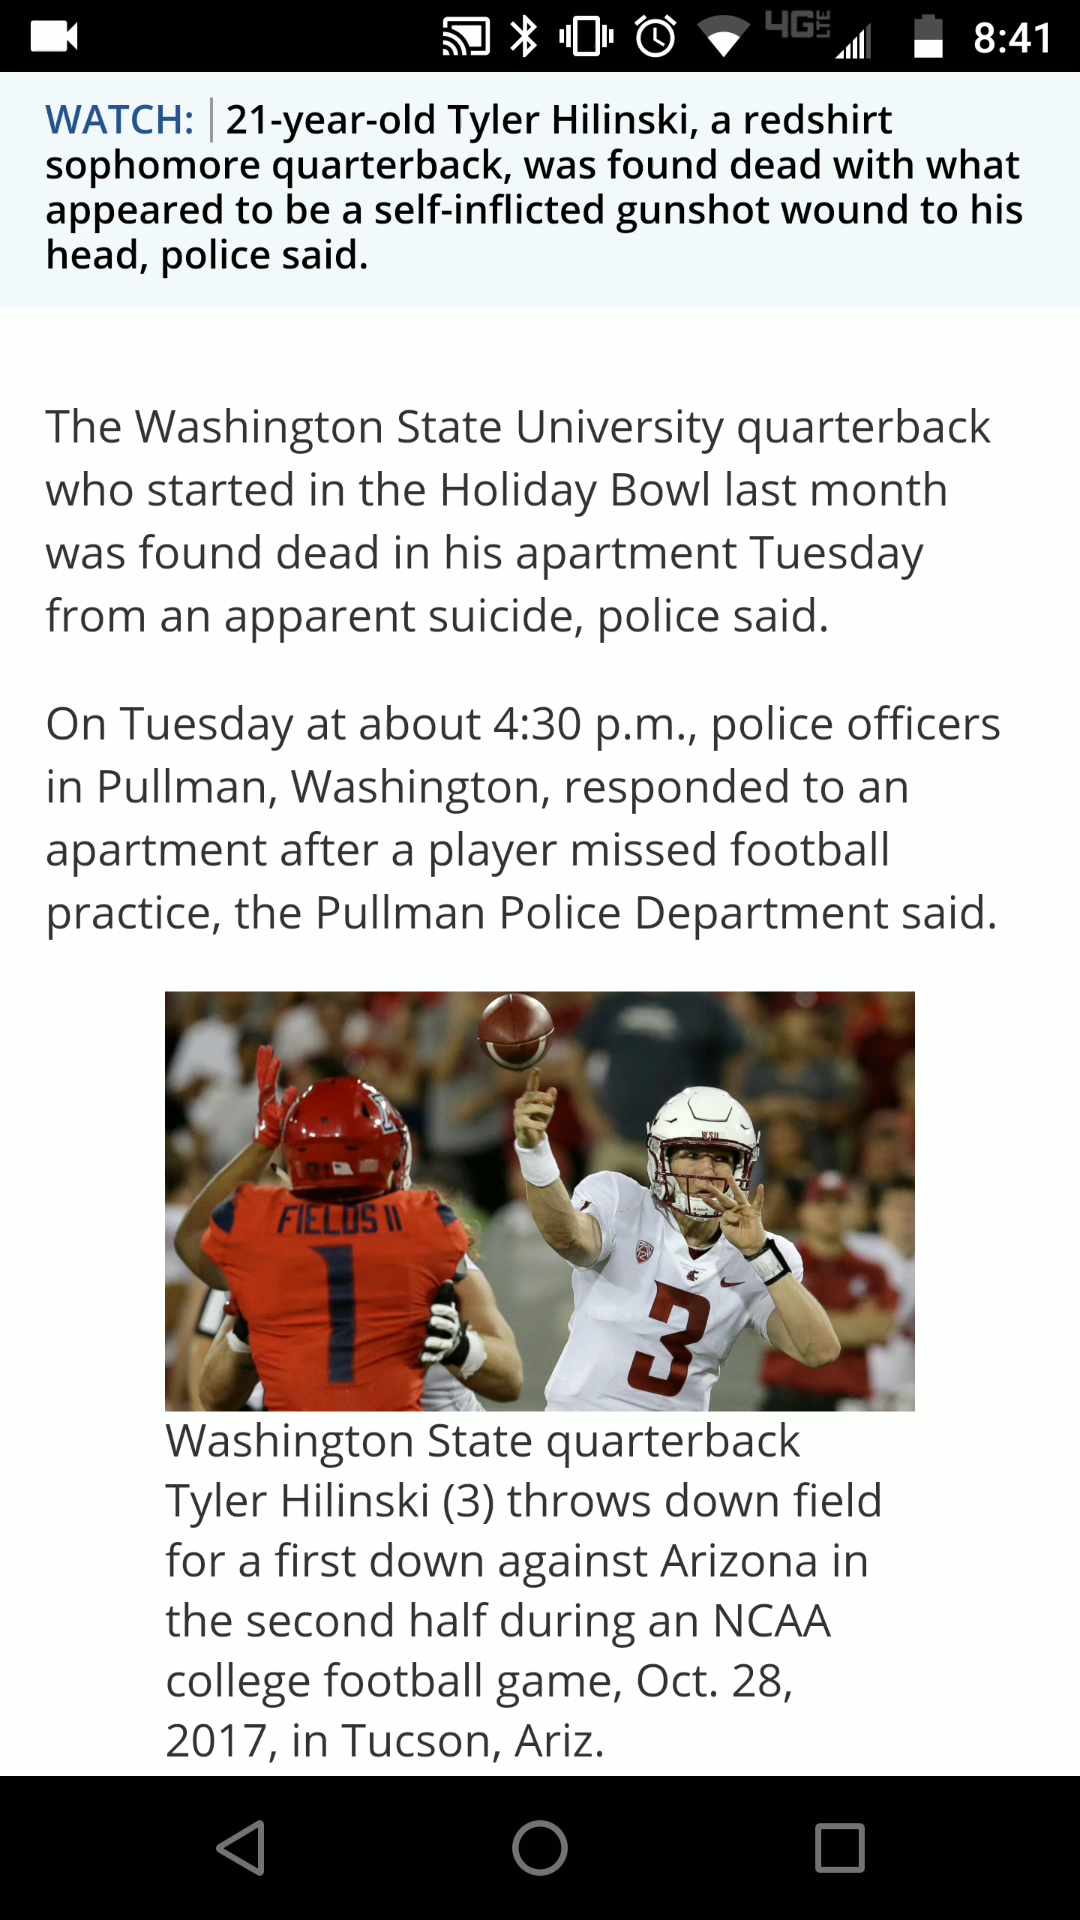 4G LTE 8:41
WATCH: 21-year-old Tyler Hilinski, a redshirt
sophomore quarterback, was found dead with what
appeared to be a self-inflicted gunshot wound to his
head, police said.
The Washington State University quarterback
who started in the Holiday Bowl last month
was found dead in his apartment Tuesday
from an apparent suicide, police said.
On Tuesday at about 4:30 p.m., police officers
in Pullman, Washington, responded to an
apartment after a player missed football
practice, the Pullman Police Department said.
WSU
FIELDS II
1
3
Washington State quarterback
Tyler Hilinski (3) throws down field
for a first down against Arizona in
the second half during an NCAA
college football game, Oct. 28,
2017, in Tucson, Ariz.